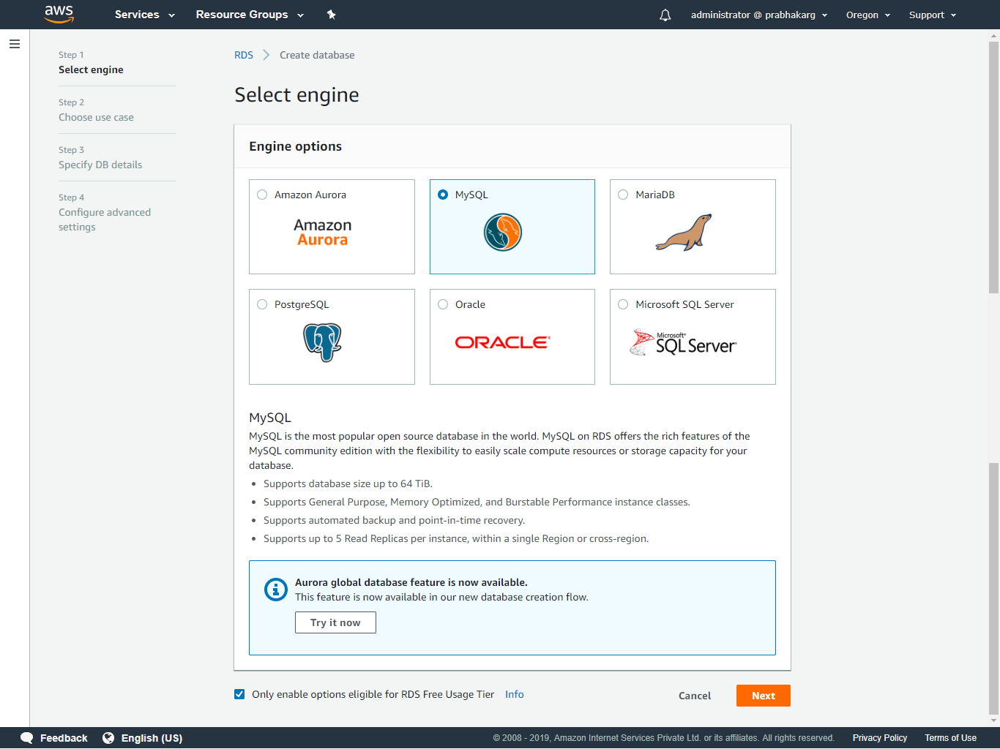 aws Services Resource Groups administrator @ prabhakarg Oregon Support
Step 1
Select engine
Step 2
Choose use case
Step 3
Specify DB details
Step 4
Configure advanced
settings
RDS Create database
Select engine
Engine options
Amazon Aurora
Amazon
Aurora
MySQL
MariaDB
PostgreSQL
Oracle
ORACLE
Microsoft SQL Server
Microsoft
SQL Server
MySQL
MySQL is the most popular open source database in the world. MySQL on RDS offers the rich features of the
MySQL community edition with the flexibility to easily scale compute resources or storage capacity for your
database.
• Supports database size up to 64 TiB.
• Supports General Purpose, Memory Optimized, and Burstable Performance instance classes.
• Supports automated backup and point-in-time recovery.
• Supports up to 5 Read Replicas per instance, within a single Region or cross-region.
Aurora global database feature is now available.
This feature is now available in our new database creation flow.
Try it now
Only enable options eligible for RDS Free Usage Tier Info
Cancel Next
Feedback English (US) © 2008 - 2019, Amazon Internet Services Private Ltd. or its affiliates. All rights reserved. Privacy Policy Terms of Use